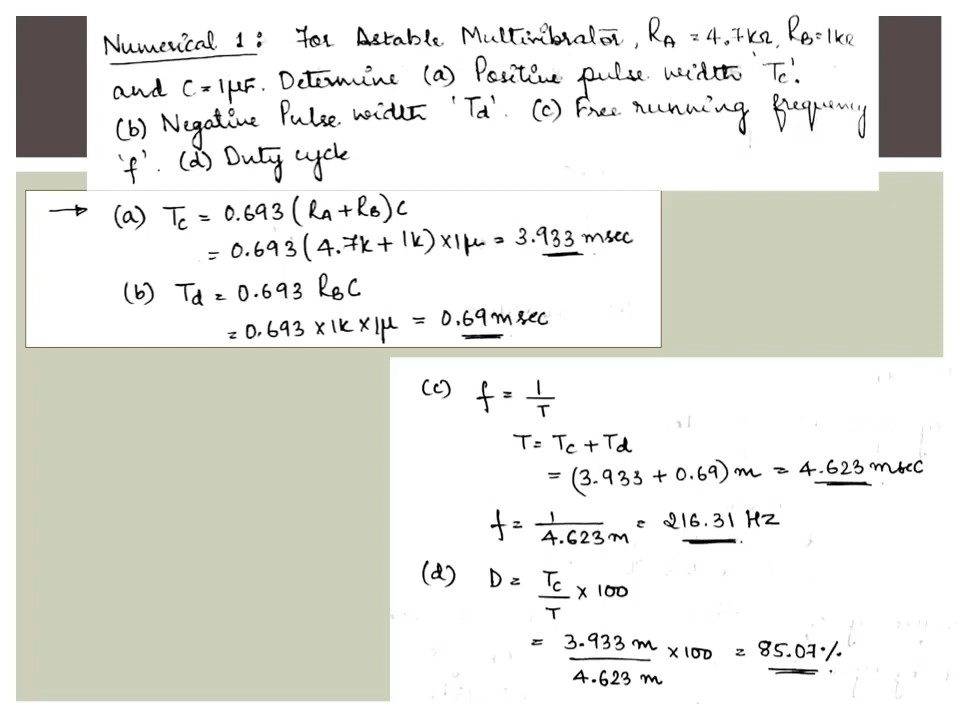 Numerical 1: For Astable Multivibrator, RA = 4.7kΩ, RB=1kΩ
and C=1μF. Determine (a) Positive pulse width 'Tc'.
(b) Negative Pulse width 'Td'. (c) Free running frequency
'f'. (d) Duty cycle
→ (a) Tc = 0.693 (RA+RB)C
= 0.693(4.7k+1k)×1μ = 3.933 msec
(b) Td = 0.693 RBC
= 0.693 × 1k × 1μ = 0.69 msec
(c) f = 1/T
T = Tc + Td
= (3.933 + 0.69) m = 4.623 msec
f = 1/4.623m = 216.31 Hz
(d) D = Tc/T × 100
= 3.933 m/4.623 m × 100 = 85.07%